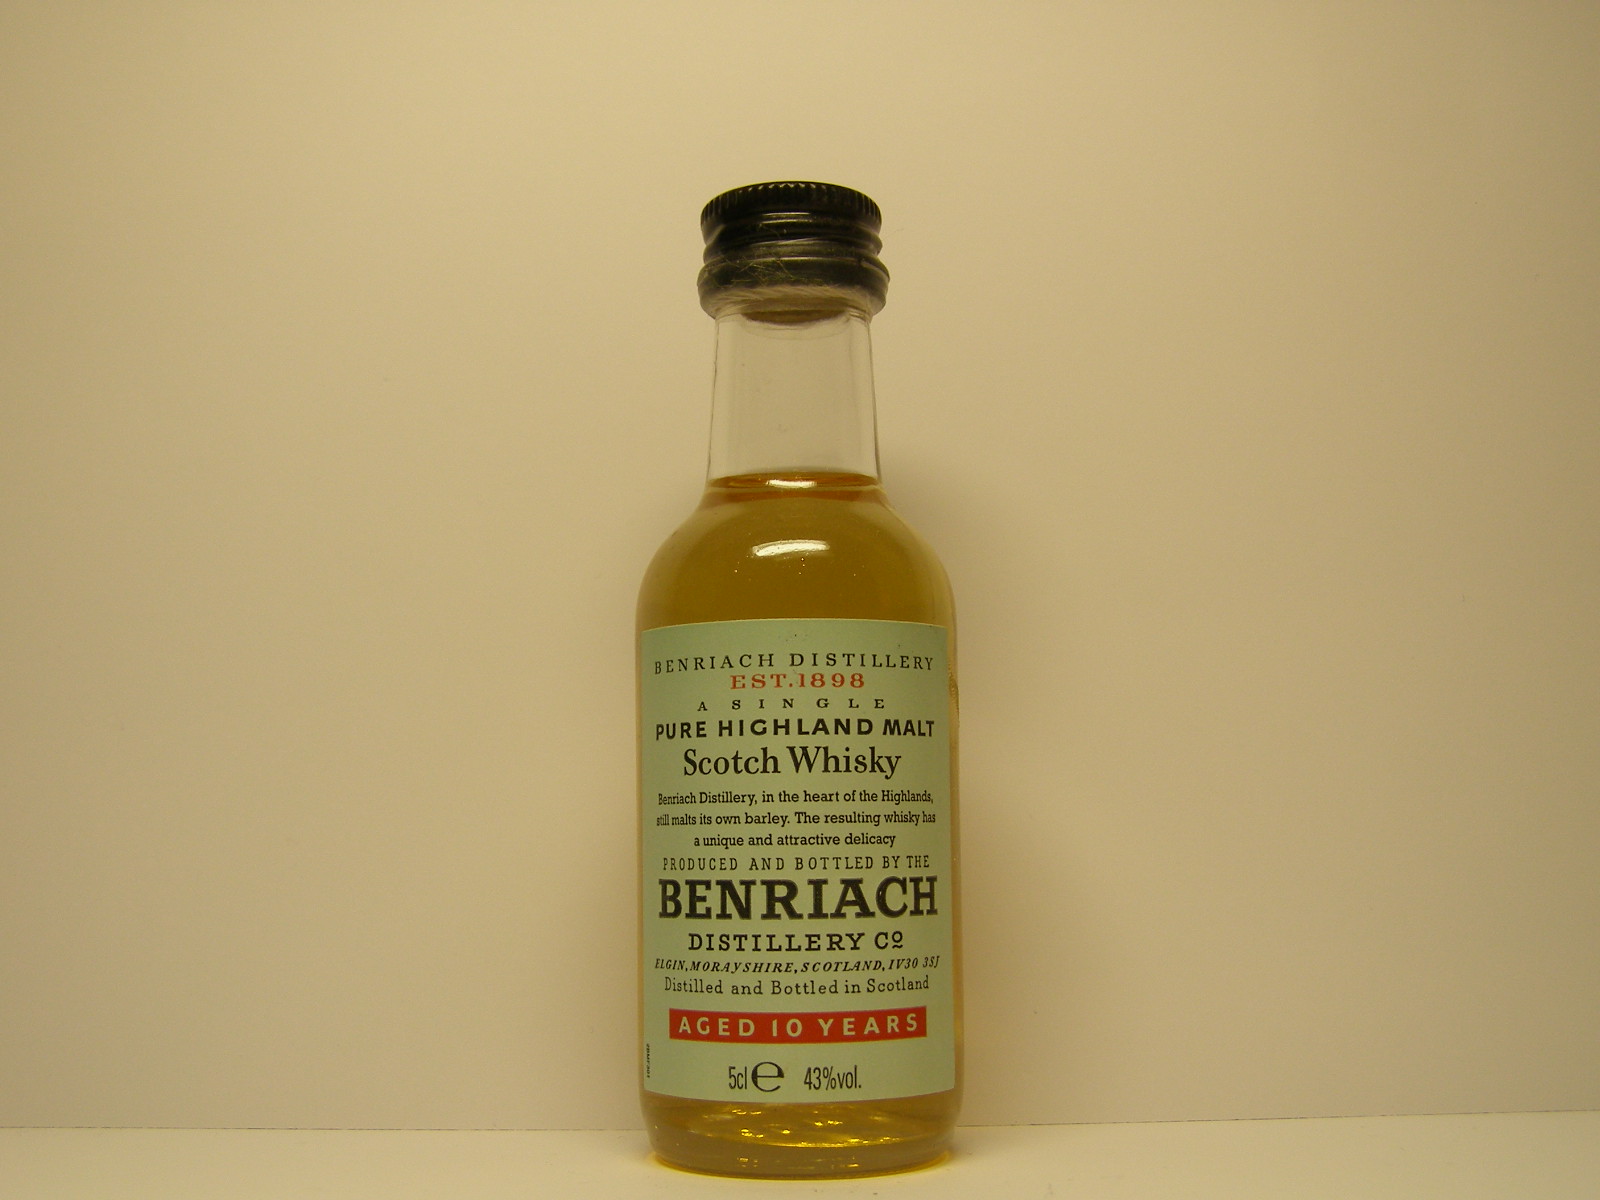 BENRIACH DISTILLERY
EST.1898
A SINGLE
PURE HIGHLAND MALT
Scotch Whisky
Benriach Distillery, in the heart of the Highlands,
still malts its own barley. The resulting whisky has
a unique and attractive delicacy
PRODUCED AND BOTTLED BY THE
BENRIACH
DISTILLERY Cº
ELGIN, MORAYSHIRE, SCOTLAND, IV30 3SJ
Distilled and Bottled in Scotland
AGED 10 YEARS
5cl e 43%vol.